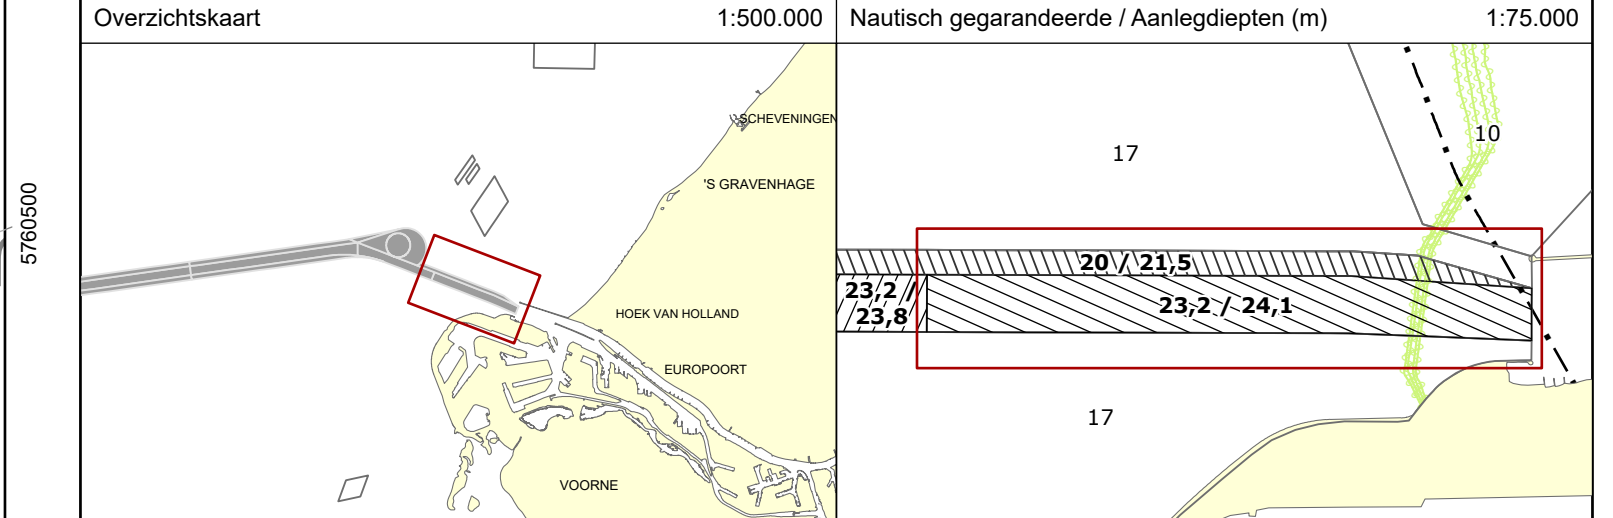 Overzichtskaart
1:500.000
Nautisch gegarandeerde / Aanlegdiepten (m)
1:75.000
5760500
SCHEVENINGEN
'S GRAVENHAGE
HOEK VAN HOLLAND
EUROPOORT
VOORNE
10
17
20 / 21,5
23,2 /
23,8
23,2 / 24,1
17